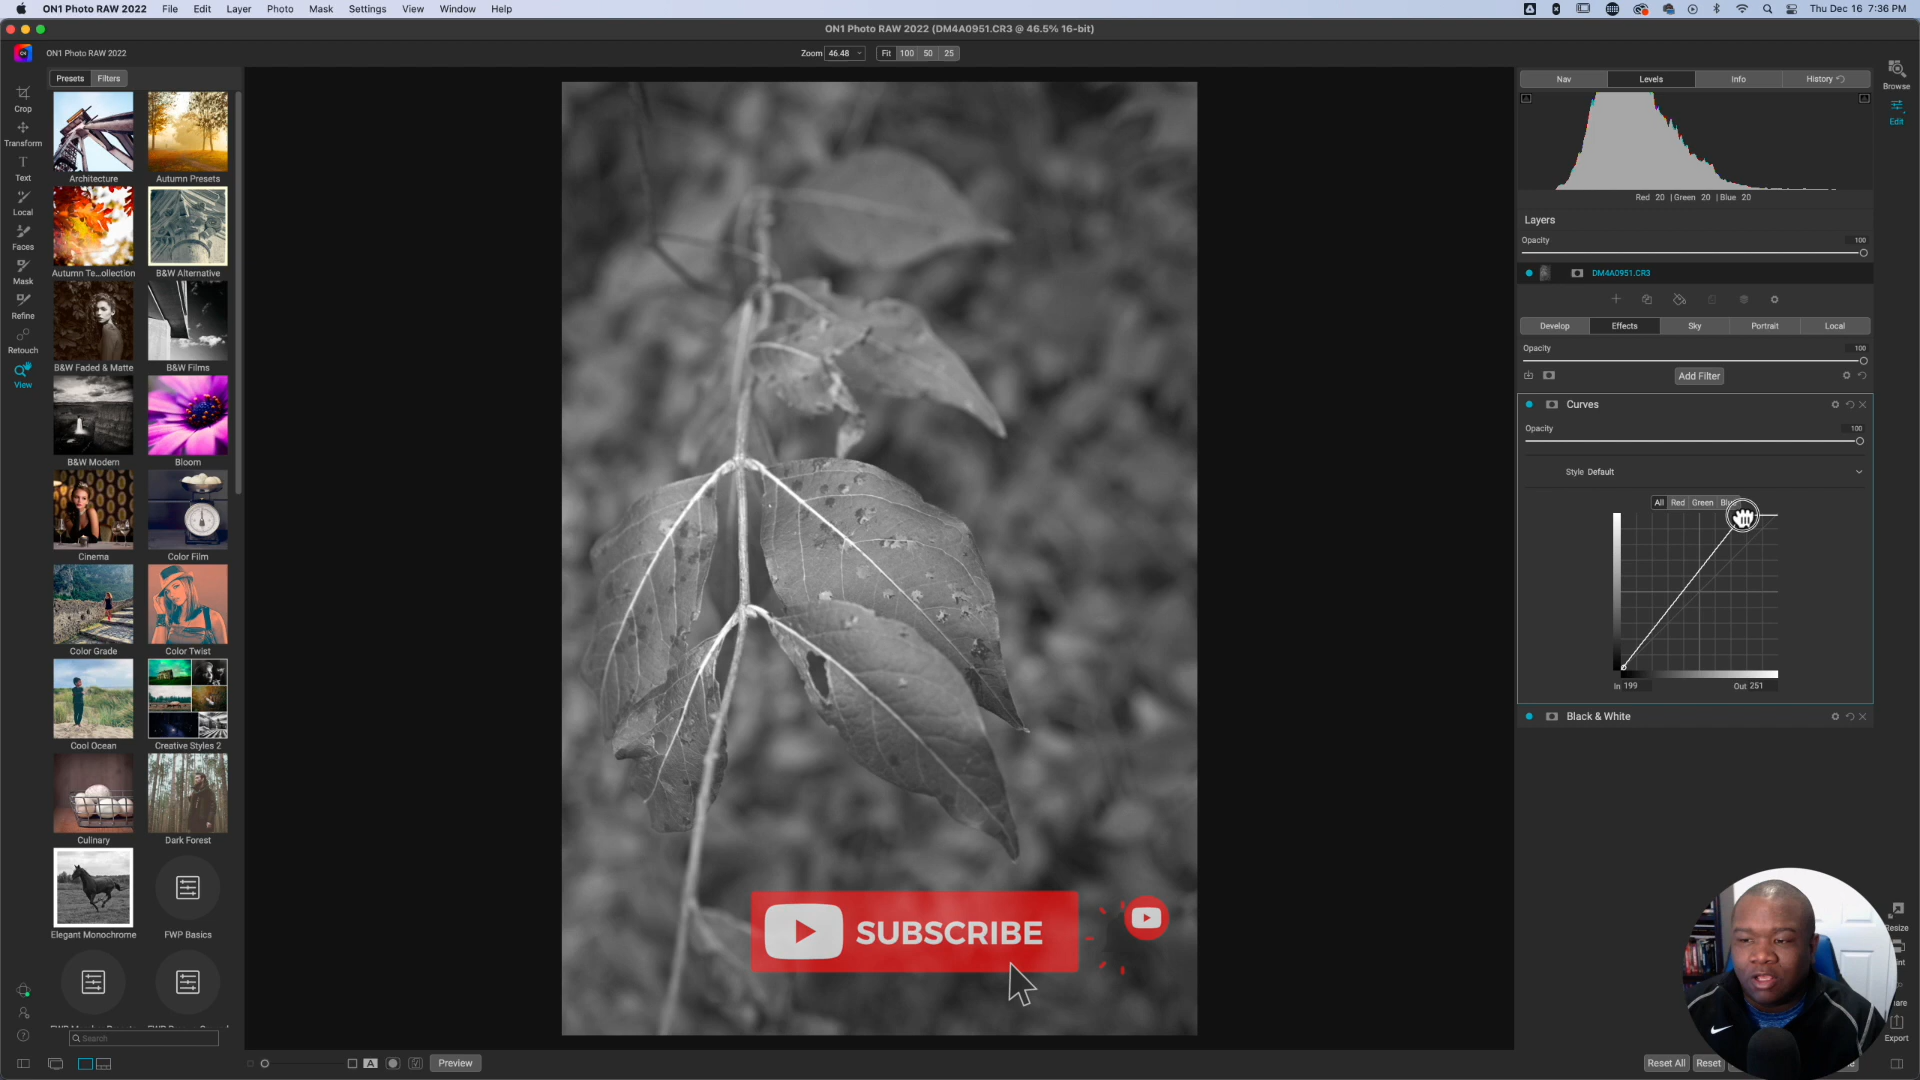 ON1 Photo RAW 2022 File Edit Layer Photo Mask Settings View Window Help
Thu Dec 16 7:36 PM
ON1 Photo RAW 2022 (DM4A0951.CR3 @ 46.5% 16-bit)
ON1 Photo RAW 2022
Zoom 46.48 Fit 100 50 25
Presets Filters
Crop
Transform
Text
Local
Faces
Mask
Refine
Retouch
View
Architecture Autumn Presets
Autumn Te...ollection B&W Alternative
B&W Faded & Matte B&W Films
B&W Modern Bloom
Cinema Color Film
Color Grade Color Twist
Cool Ocean Creative Styles 2
Culinary Dark Forest
Elegant Monochrome FWP Basics
Search
A Preview
SUBSCRIBE
Nav Levels Info History
Red 20 | Green 20 | Blue 20
Layers
Opacity 100
DM4A0951.CR3
Develop Effects Sky Portrait Local
Opacity 100
Add Filter
Curves
Opacity 100
Style Default
All Red Green
In 199 Out 251
Black & White
Browse
Edit
Export
Reset All Reset